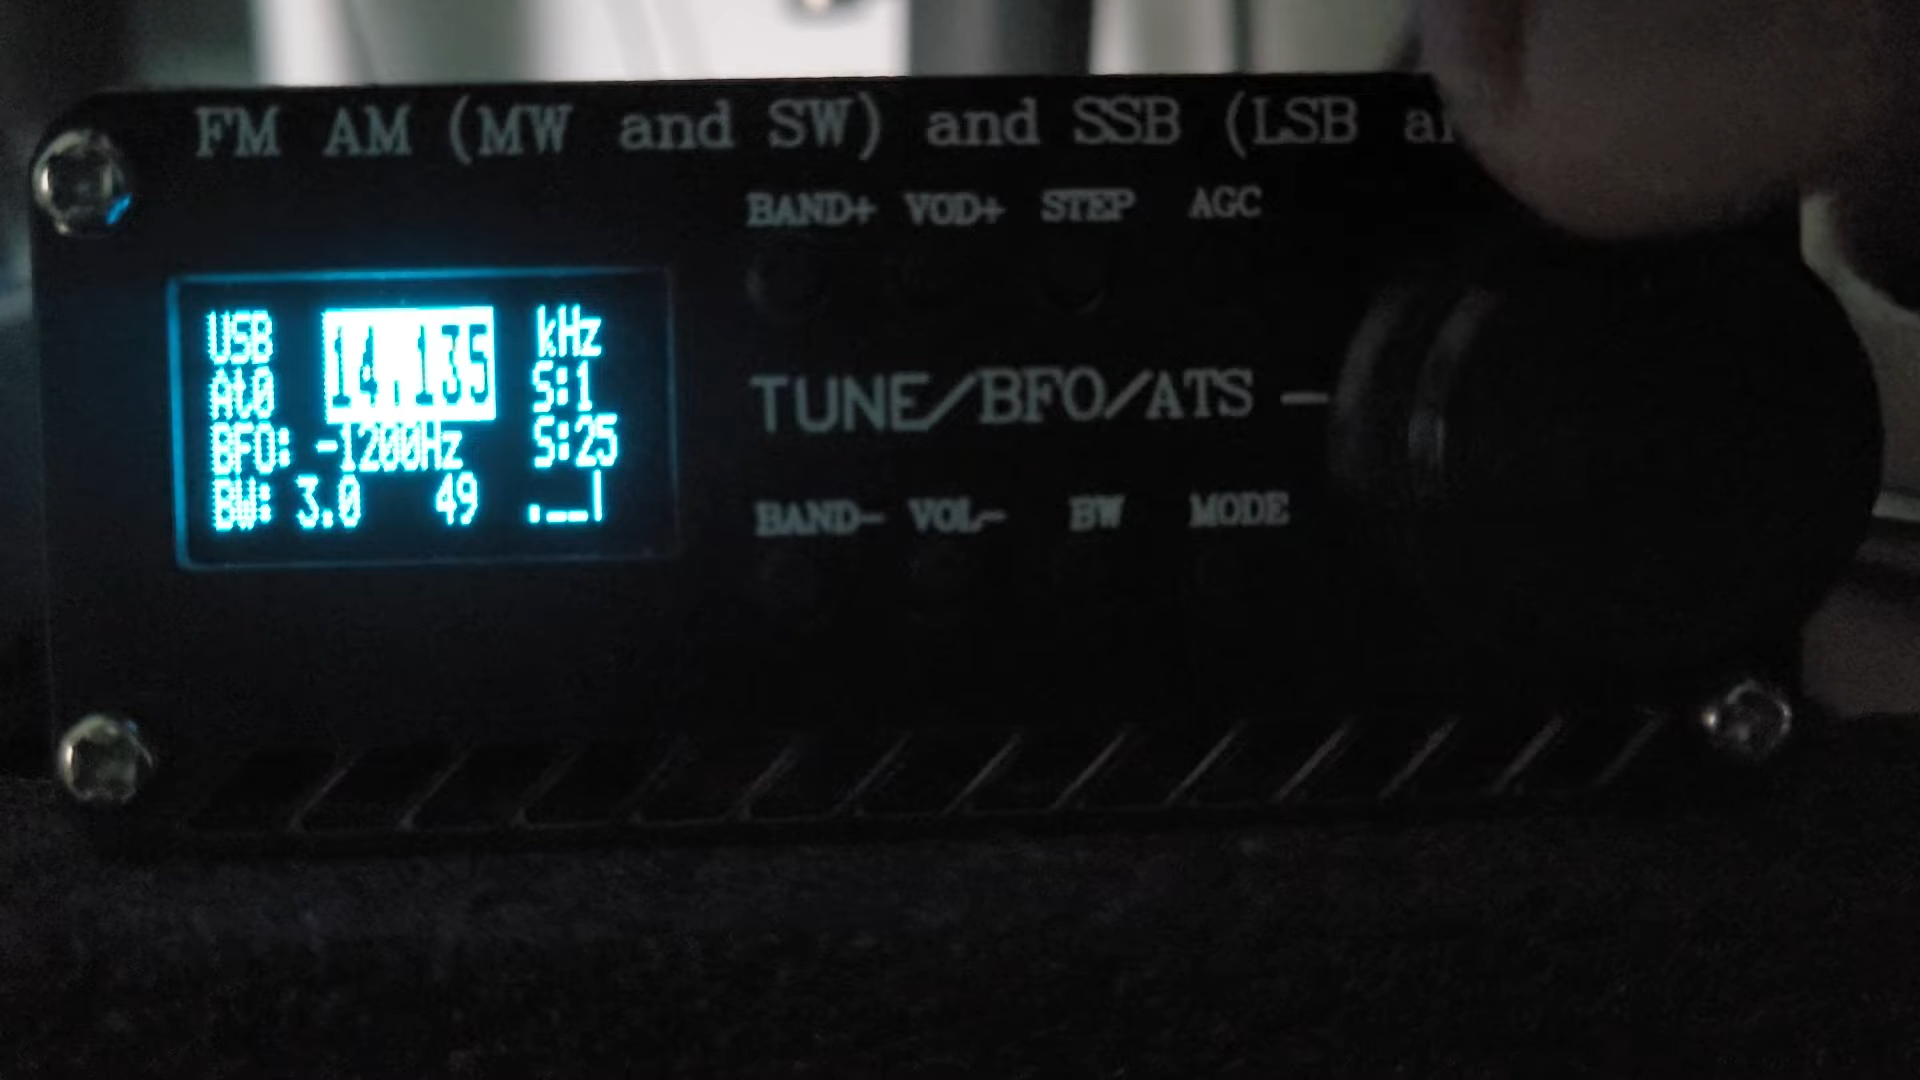 FM AM (MW and SW) and SSB (LSB
BAND+ VOD+ STEP AGC
USB 14.135 kHz
At0 S:1
BFO: -1200Hz S:25
BW: 3.0 49
TUNE/BFO/ATS —
BAND- VOL- BW MODE